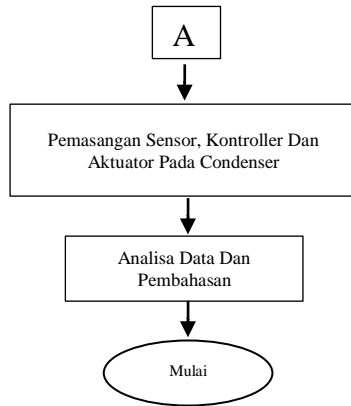 A
Pemasangan Sensor, Kontroller Dan
Aktuator Pada Condenser
Analisa Data Dan
Pembahasan
Mulai